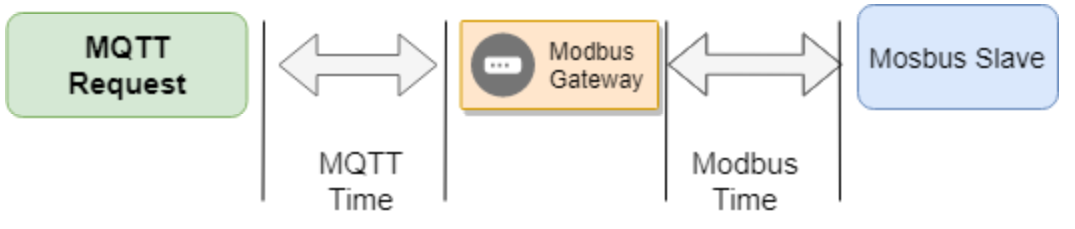 MQTT
Request
Modbus
Gateway
Mosbus Slave
MQTT
Time
Modbus
Time